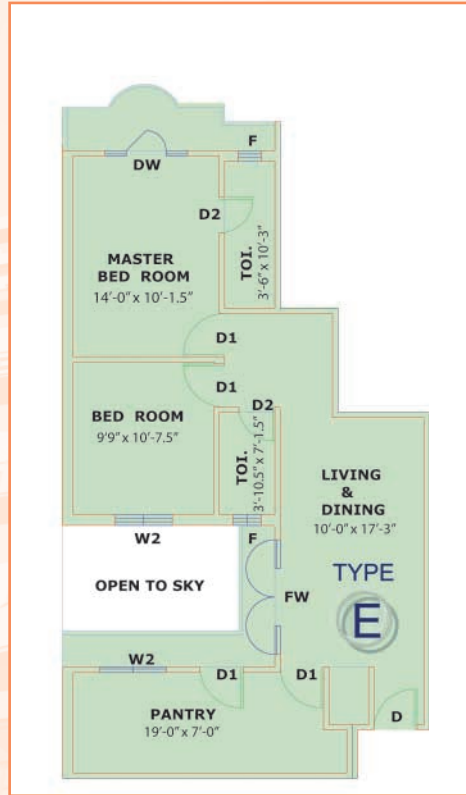 F
DW
D2
TOI.
3'-6" x 10'-3"
MASTER
BED ROOM
14'-0" x 10'-1.5"
D1
D1
BED ROOM
9'9" x 10'-7.5"
D2
TOI.
3'-10.5" x 7'-1.5"
LIVING
&
DINING
10'-0 x 17'-3"
W2
F
OPEN TO SKY
FW
TYPE
E
W2
D1
D1
PANTRY
19'-0" x 7'-0"
D